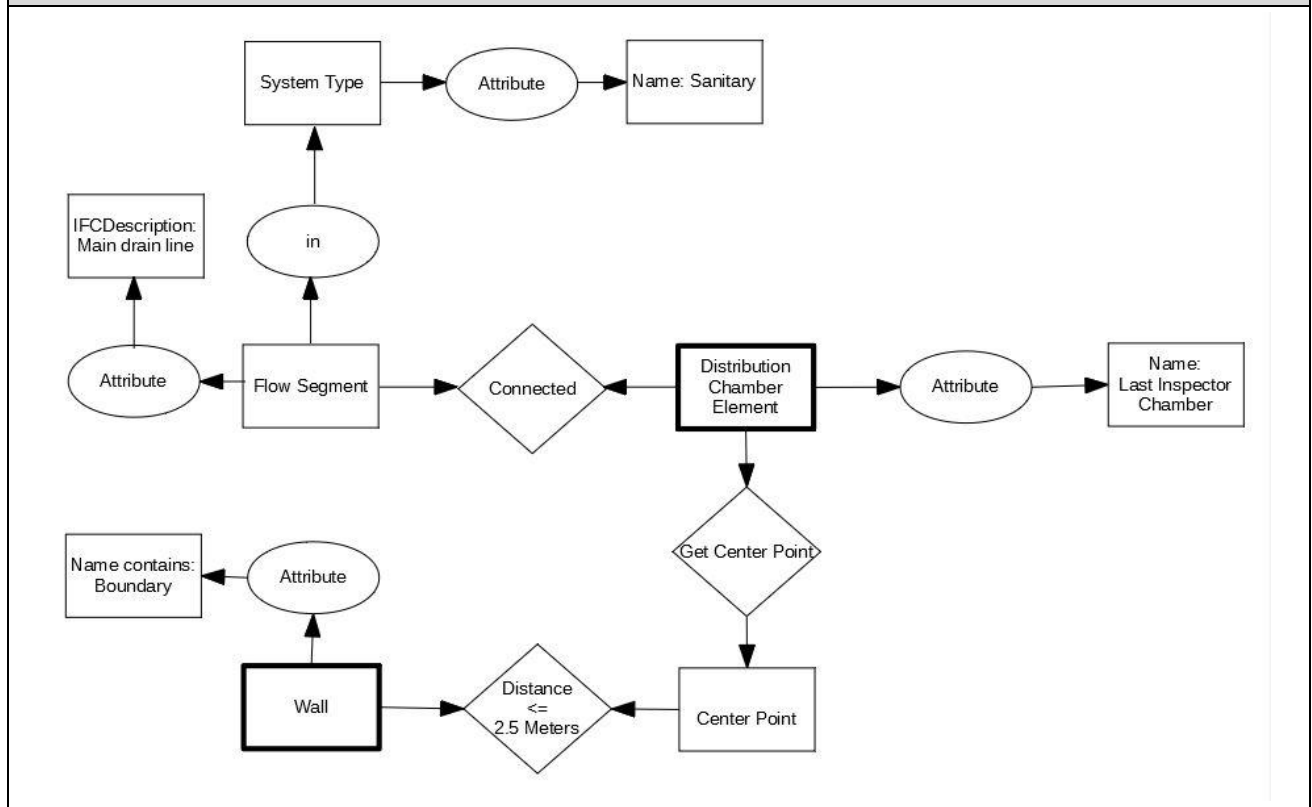 System Type
Attribute
Name: Sanitary
IFCDescription:
Main drain line
in
Attribute
Flow Segment
Connected
Distribution
Chamber
Element
Attribute
Name:
Last Inspector
Chamber
Get Center Point
Name contains:
Boundary
Attribute
Wall
Distance
<=
2.5 Meters
Center Point